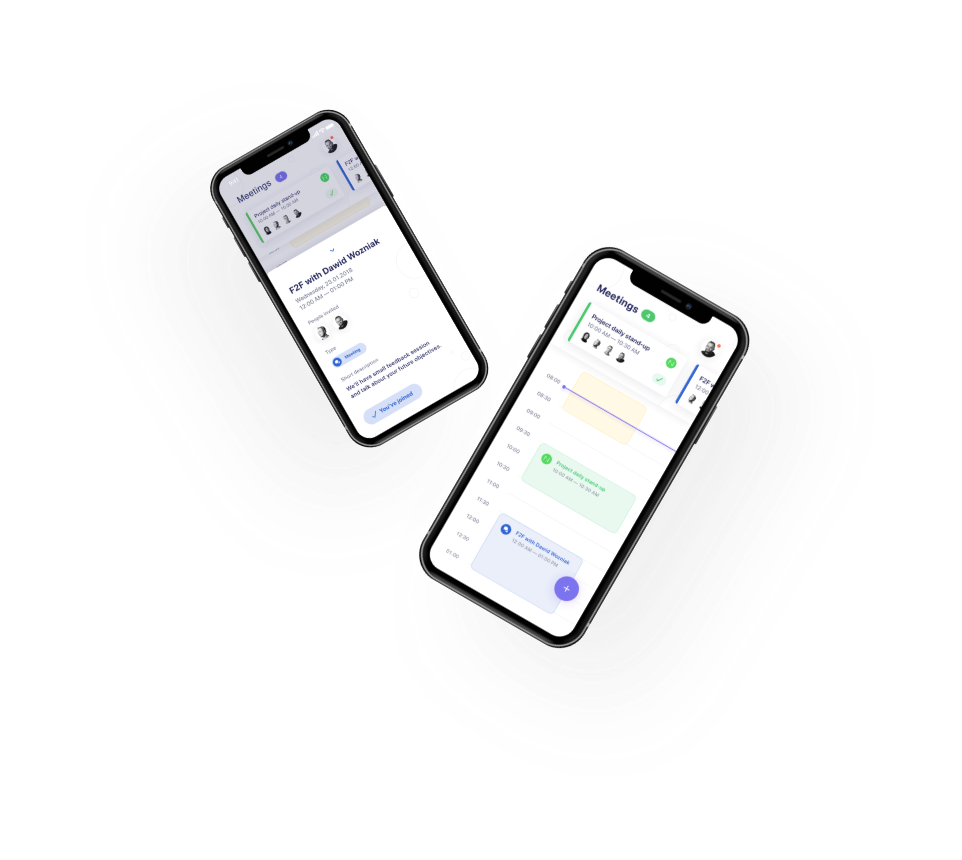 Meetings
4
Project daily stand-up
10:00 AM — 10:30 AM
F2F w
12:00
F2F with Dawid Wozniak
Wednesday, 23.01.2018
12:00 AM — 01:00 PM
People invited
Type
Meeting
Short description
We'll have small feedback session
and talk about your future objectives.
You've joined
Meetings
4
Project daily stand-up
10:00 AM — 10:30 AM
F2F w
12:00
08:00
08:30
09:00
09:30
10:00
10:30
11:00
11:30
12:00
12:30
01:00
Project daily stand-up
10:00 AM — 10:30 AM
F2F with Dawid Wozniak
12:00 AM — 01:00 PM
+